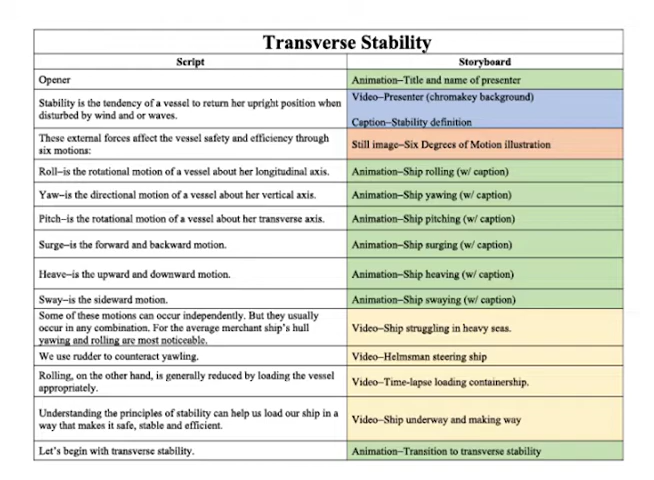 Transverse Stability
Script
Storyboard
Opener
Animation–Title and name of presenter
Stability is the tendency of a vessel to return her upright position when
disturbed by wind and or waves.
Video–Presenter (chromakey background)
Caption–Stability definition
These external forces affect the vessel safety and efficiency through
six motions:
Still image–Six Degrees of Motion illustration
Roll–is the rotational motion of a vessel about her longitudinal axis.
Animation–Ship rolling (w/ caption)
Yaw–is the directional motion of a vessel about her vertical axis.
Animation–Ship yawing (w/ caption)
Pitch–is the rotational motion of a vessel about her transverse axis.
Animation–Ship pitching (w/ caption)
Surge–is the forward and backward motion.
Animation–Ship surging (w/ caption)
Heave–is the upward and downward motion.
Animation–Ship heaving (w/ caption)
Sway–is the sideward motion.
Animation–Ship swaying (w/ caption)
Some of these motions can occur independently. But they usually
occur in any combination. For the average merchant ship's hull
yawing and rolling are most noticeable.
Video–Ship struggling in heavy seas.
We use rudder to counteract yawling.
Video–Helmsman steering ship
Rolling, on the other hand, is generally reduced by loading the vessel
appropriately.
Video–Time-lapse loading containership.
Understanding the principles of stability can help us load our ship in a
way that makes it safe, stable and efficient.
Video–Ship underway and making way
Let's begin with transverse stability.
Animation–Transition to transverse stability